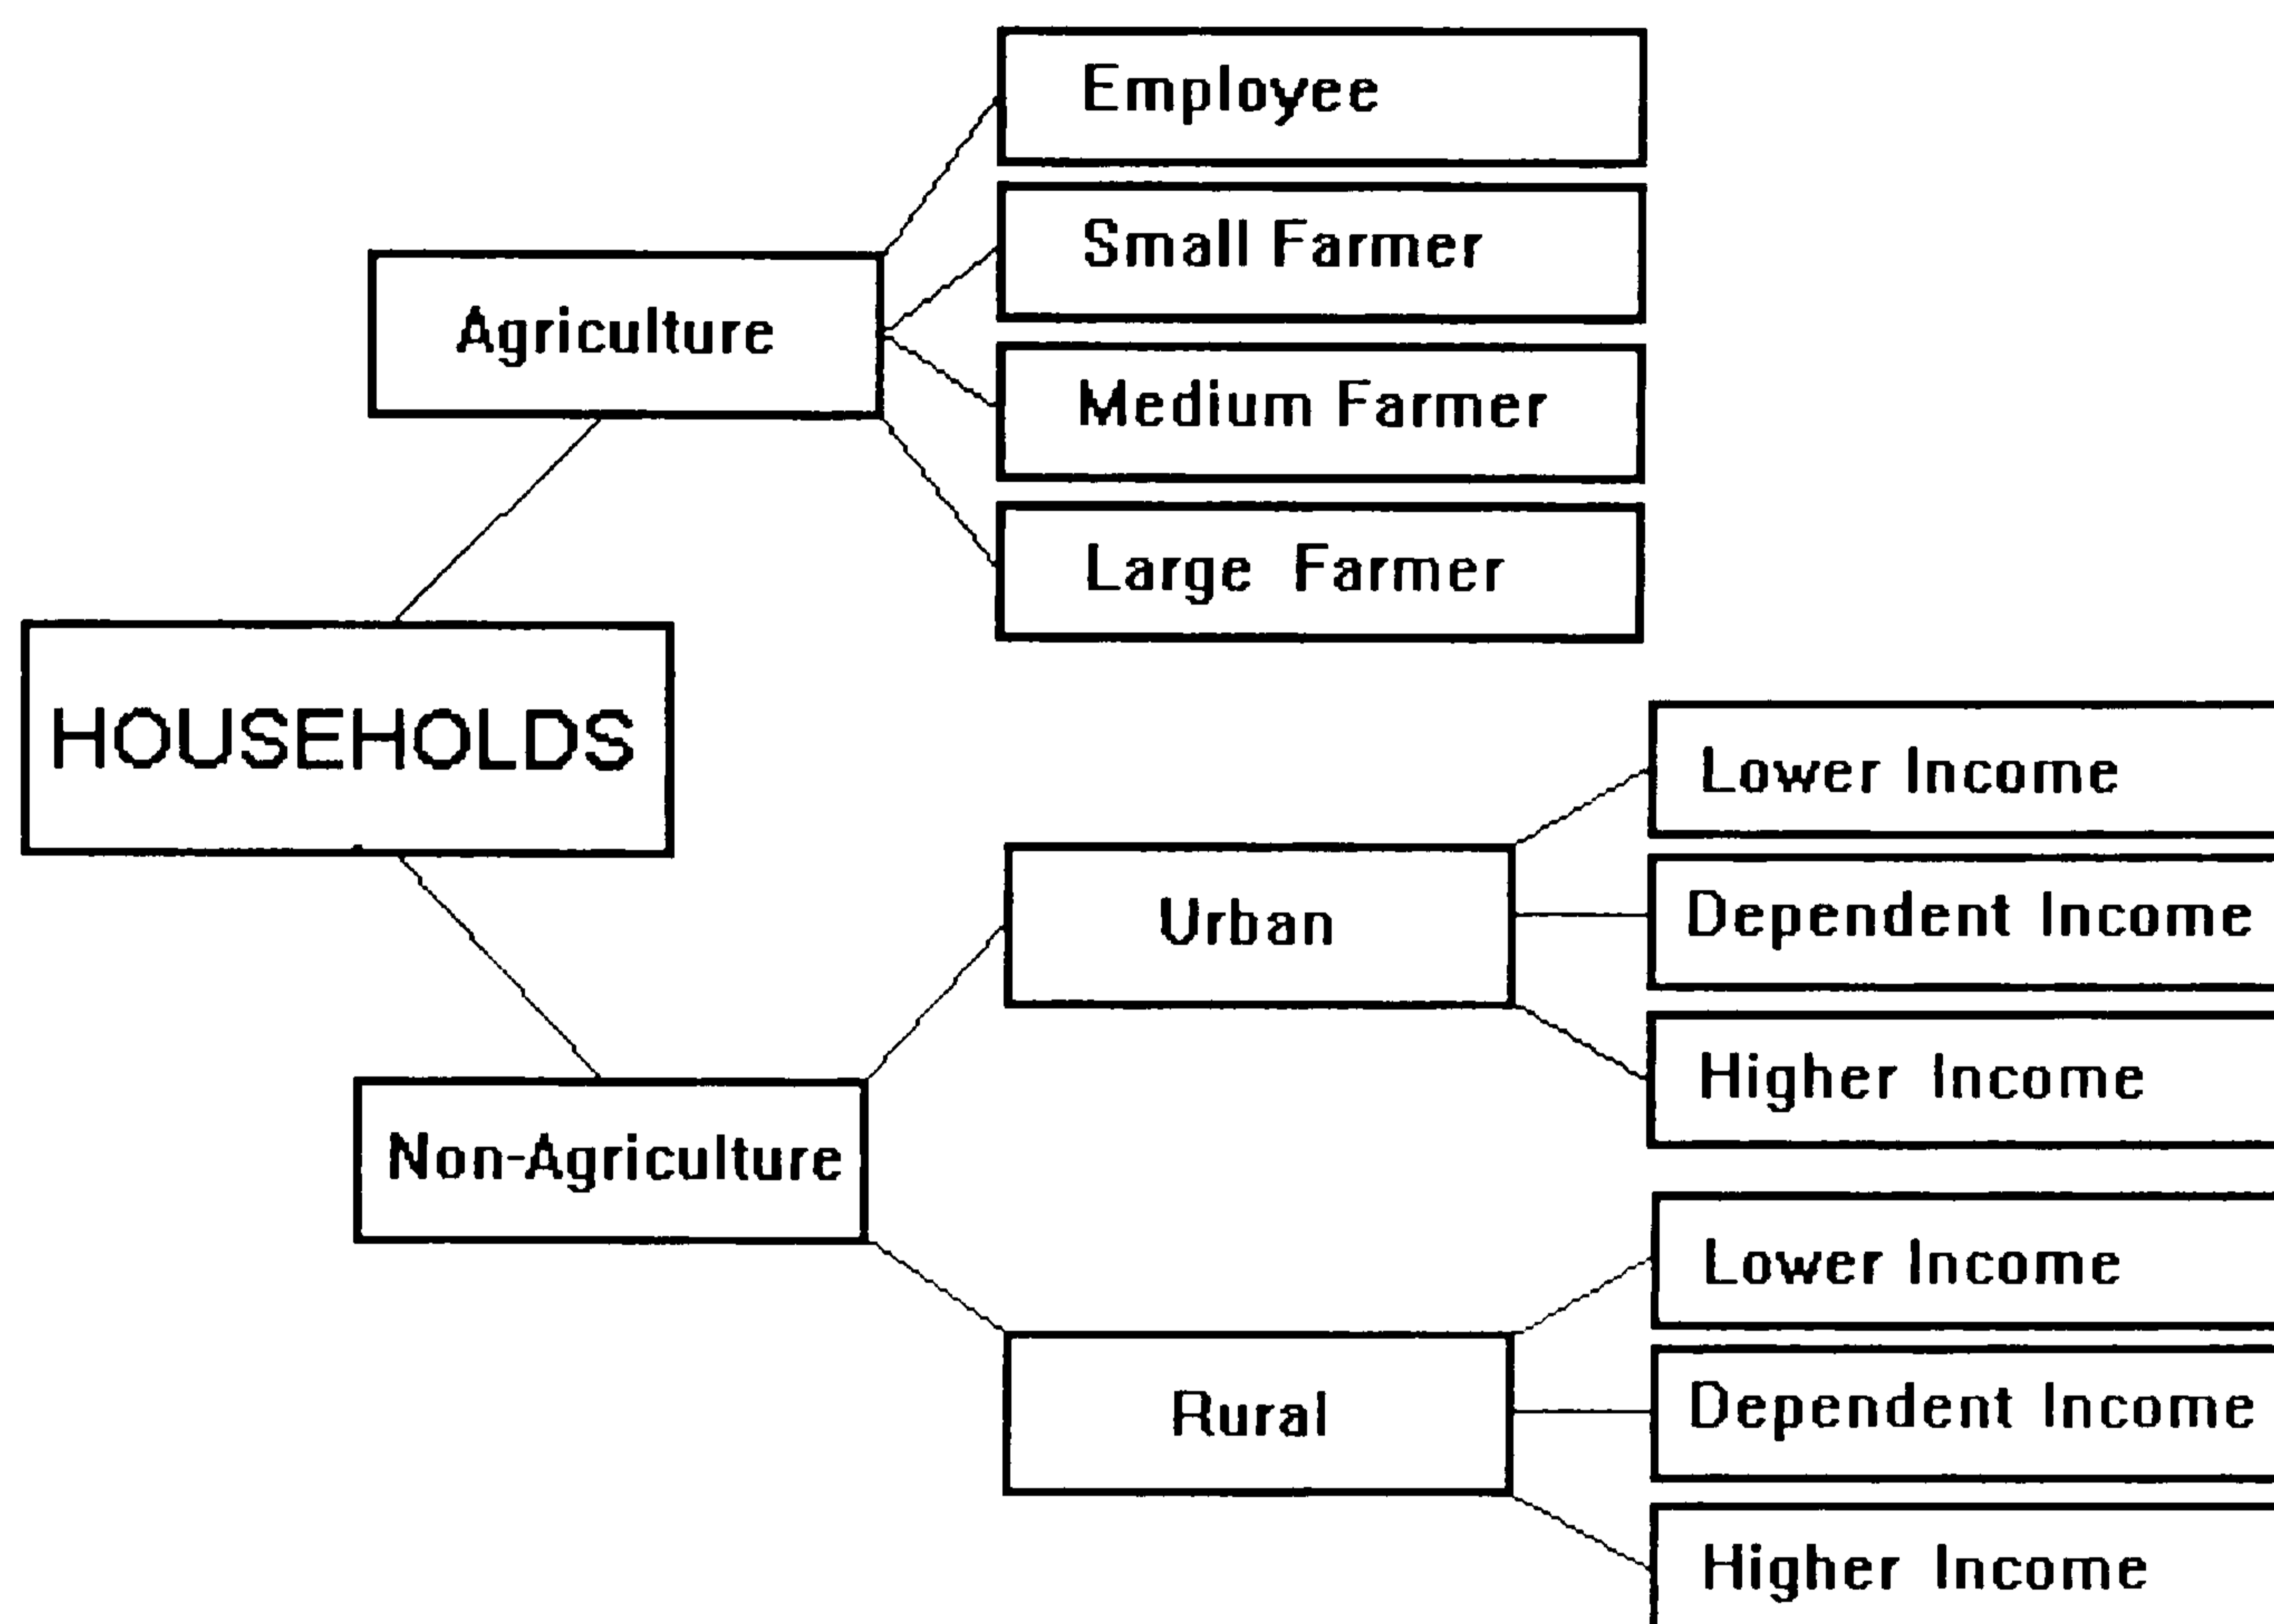 Employee
Small Farmer
Agriculture
Medium Farmer
Large Farmer
HOUSEHOLDS
Lower Income
Urban
Dependent Income
Higher Income
Non-Agriculture
Lower Income
Rural
Dependent Income
Higher Income